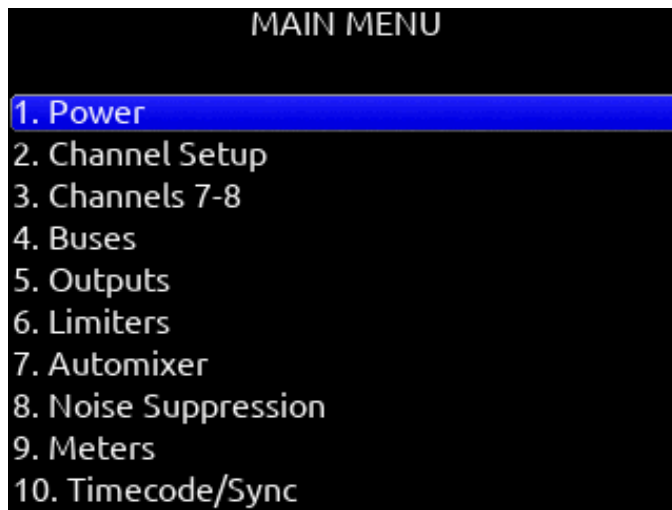 MAIN MENU
1. Power
2. Channel Setup
3. Channels 7-8
4. Buses
5. Outputs
6. Limiters
7. Automixer
8. Noise Suppression
9. Meters
10. Timecode/Sync